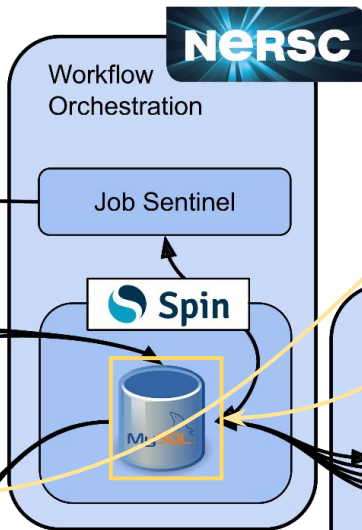 NERSC
Workflow
Orchestration
Job Sentinel
Spin
MySQL